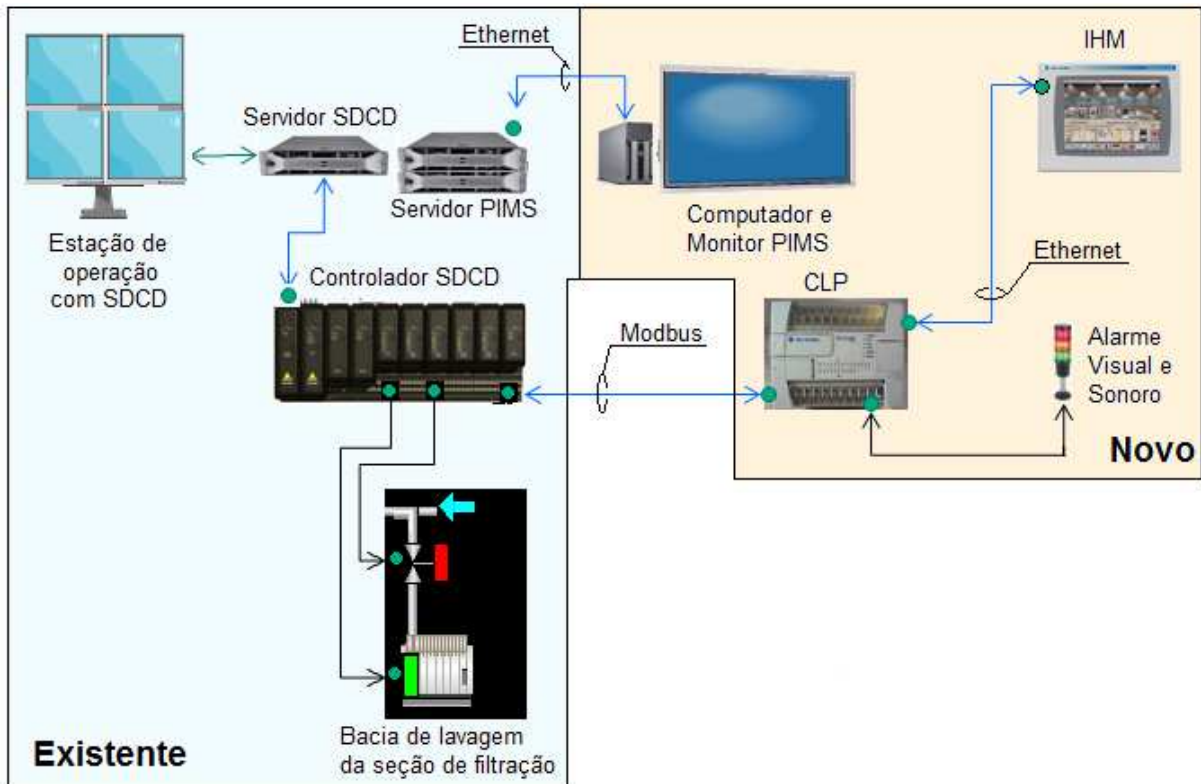 Ethernet
IHM
Servidor SDCD
Servidor PIMS
Computador e
Monitor PIMS
Estação de
operação
com SDCD
Controlador SDCD
Ethernet
CLP
Modbus
Alarme
Visual e
Sonoro
Novo
Bacia de lavagem
da seção de filtração
Existente